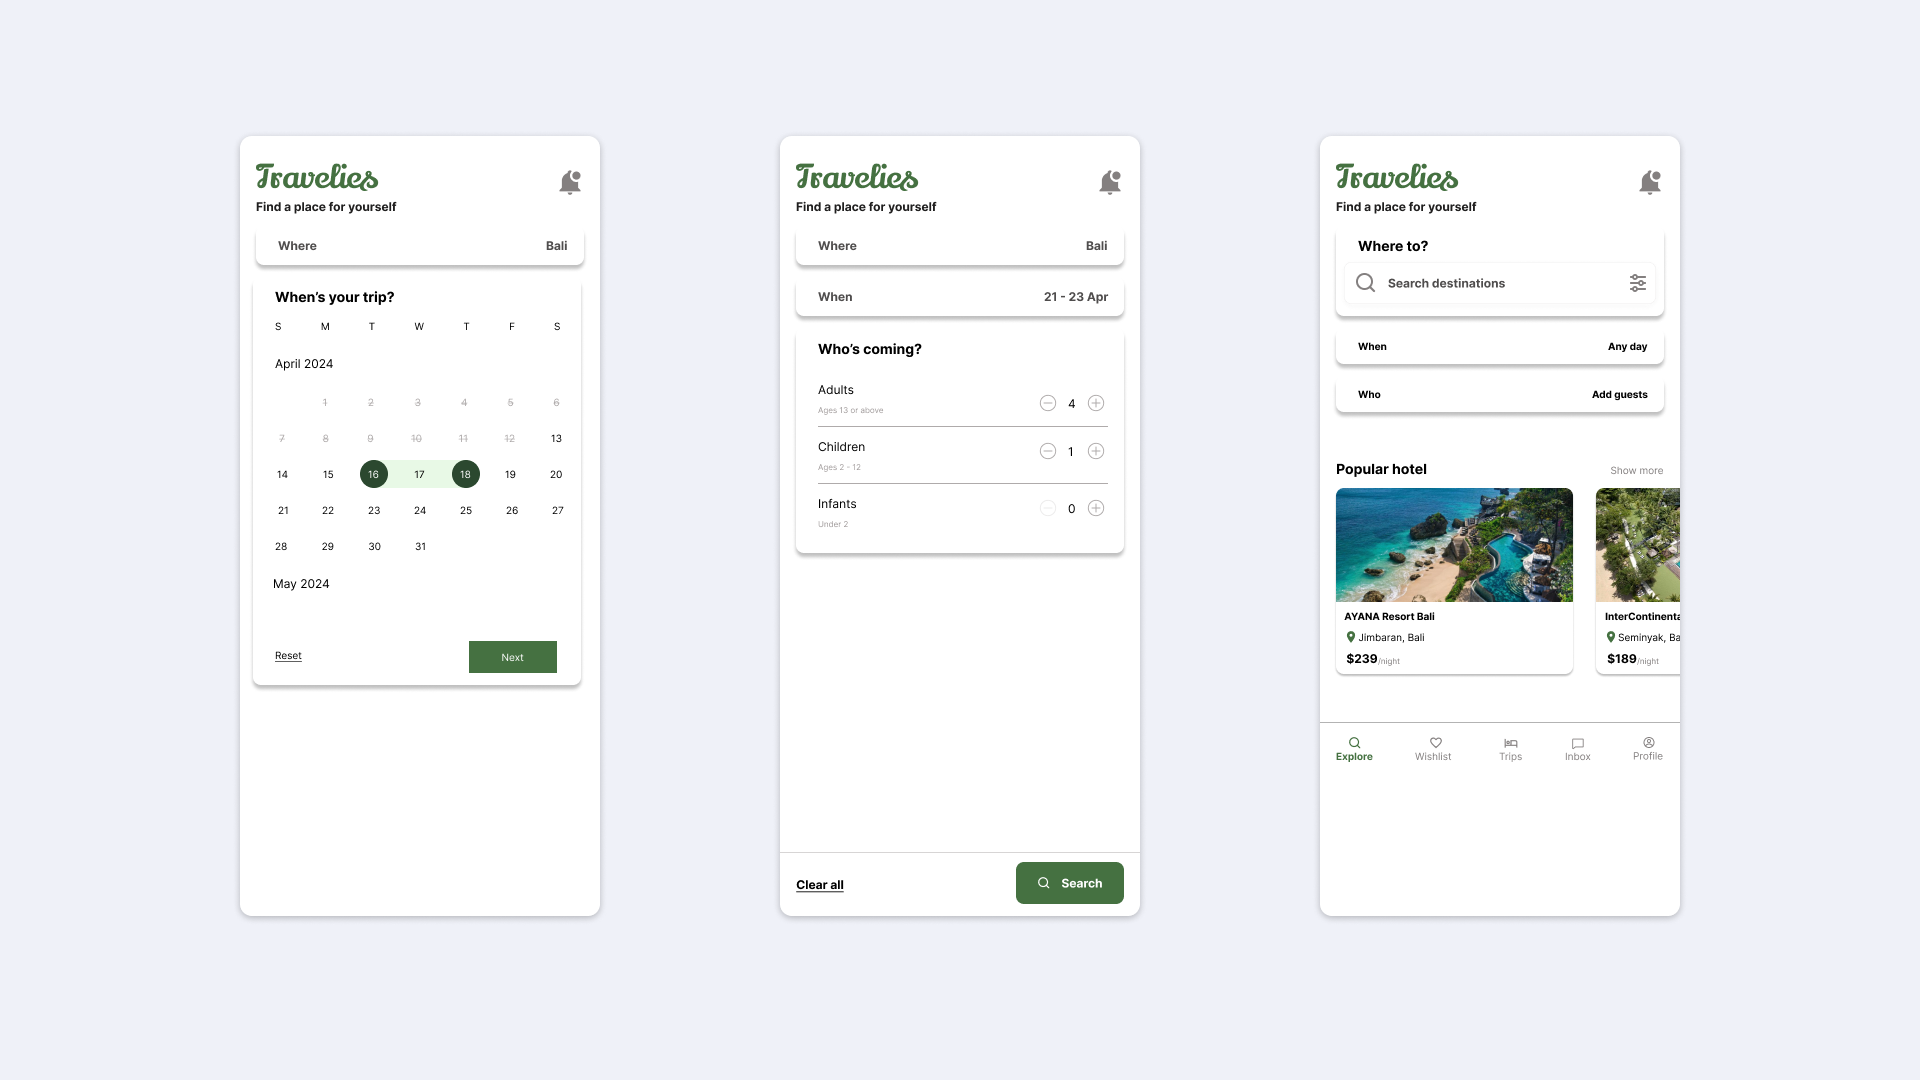 Travelies
Find a place for yourself
Where Bali
When's your trip?
S M T W T F S
April 2024
1 2 3 4 5 6
7 8 9 10 11 12 13
14 15 16 17 18 19 20
21 22 23 24 25 26 27
28 29 30 31
May 2024
Reset Next
Travelies
Find a place for yourself
Where Bali
When 21 - 23 Apr
Who's coming?
Adults
Ages 13 or above
4
Children
Ages 2 - 12
1
Infants
Under 2
0
Clear all Search
Travelies
Find a place for yourself
Where to?
Search destinations
When Any day
Who Add guests
Popular hotel Show more
AYANA Resort Bali
Jimbaran, Bali
$239/night
InterContinenta
Seminyak, Ba
$189/night
Explore Wishlist Trips Inbox Profile